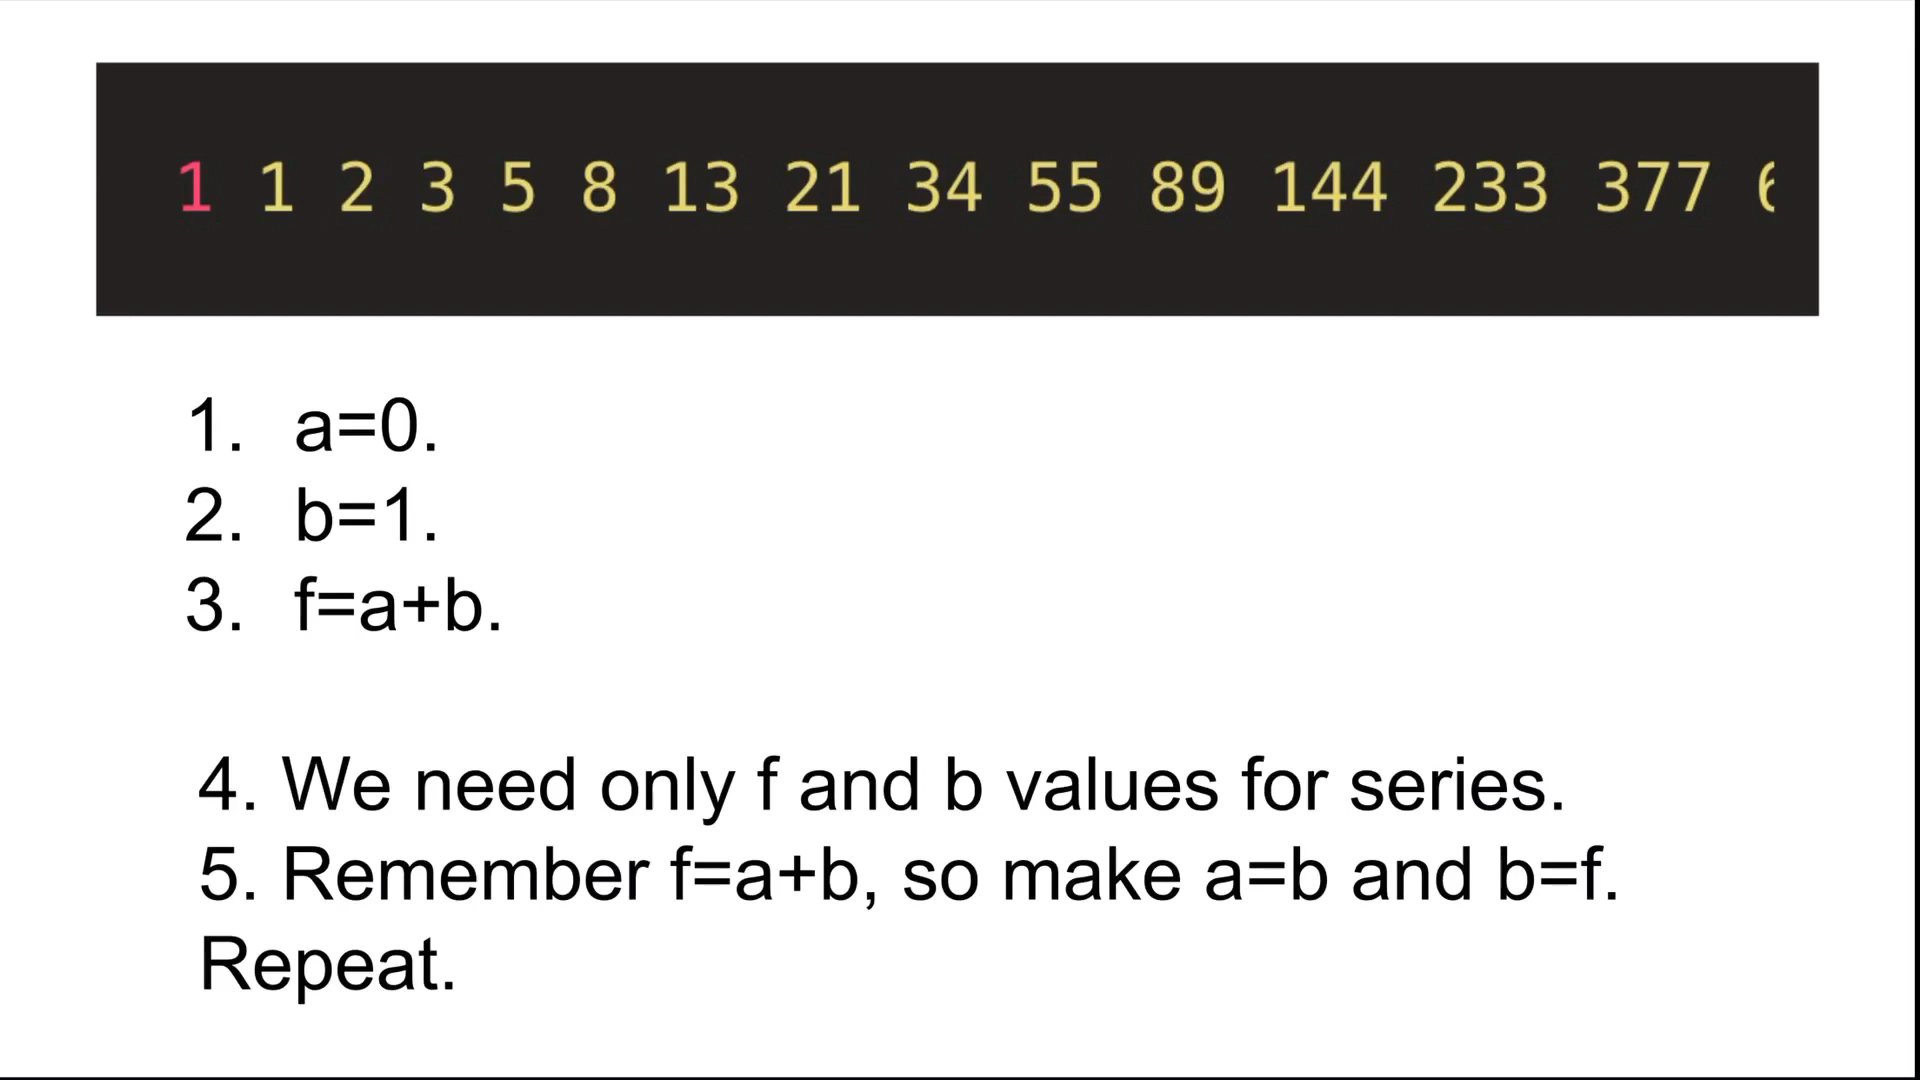 1 1 2 3 5 8 13 21 34 55 89 144 233 377
1. a=0.
2. b=1.
3. f=a+b.
4. We need only f and b values for series.
5. Remember f=a+b, so make a=b and b=f.
Repeat.